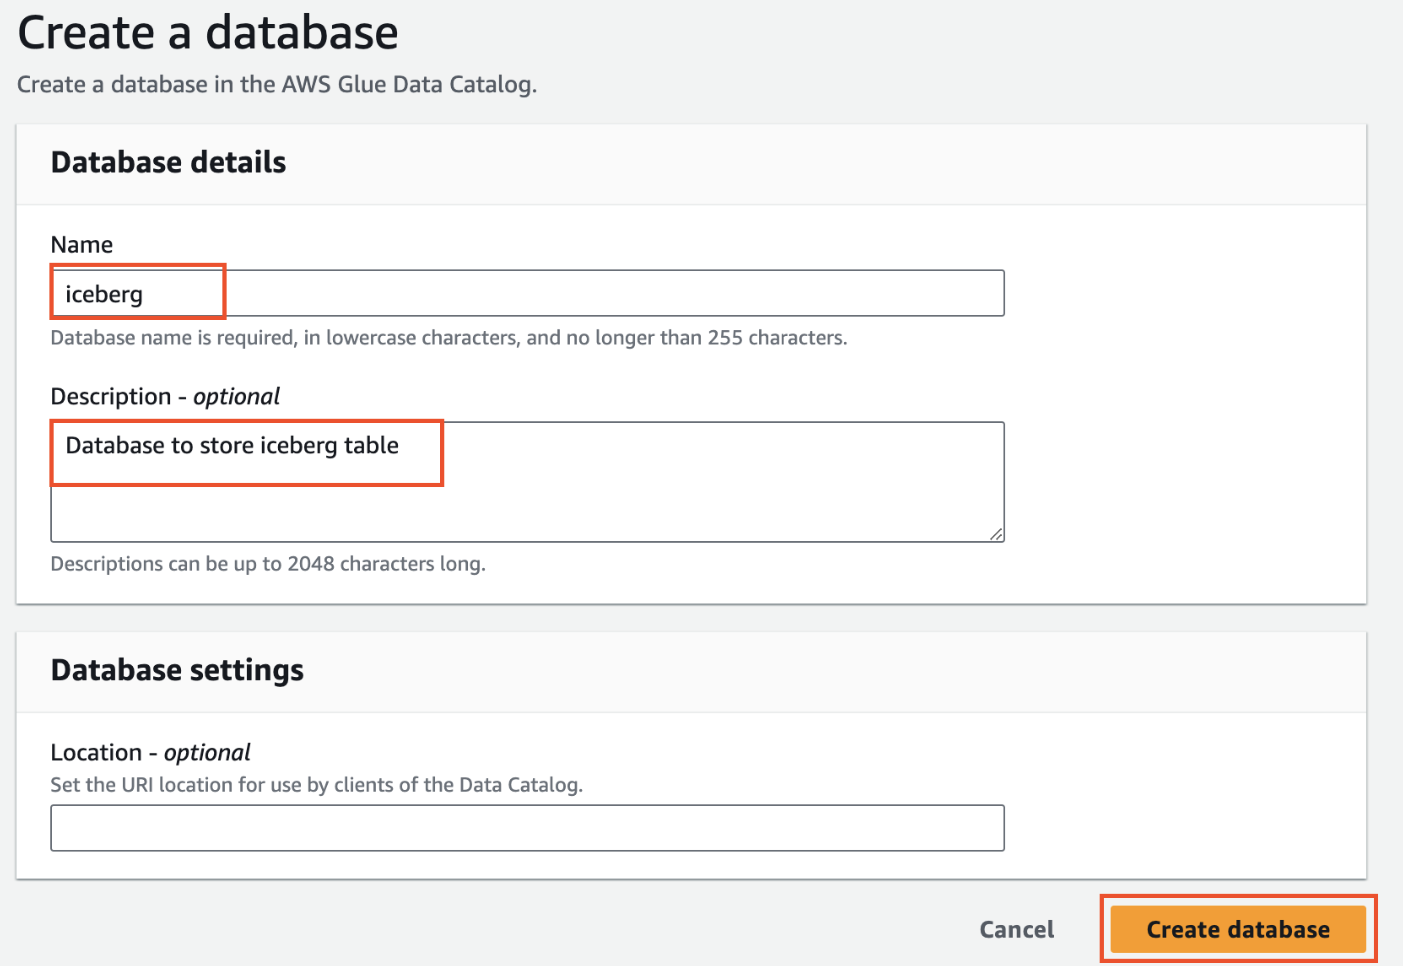 Create a database
Create a database in the AWS Glue Data Catalog.
Database details
Name
iceberg
Database name is required, in lowercase characters, and no longer than 255 characters.
Description - optional
Database to store iceberg table
Descriptions can be up to 2048 characters long.
Database settings
Location - optional
Set the URI location for use by clients of the Data Catalog.
Cancel
Create database